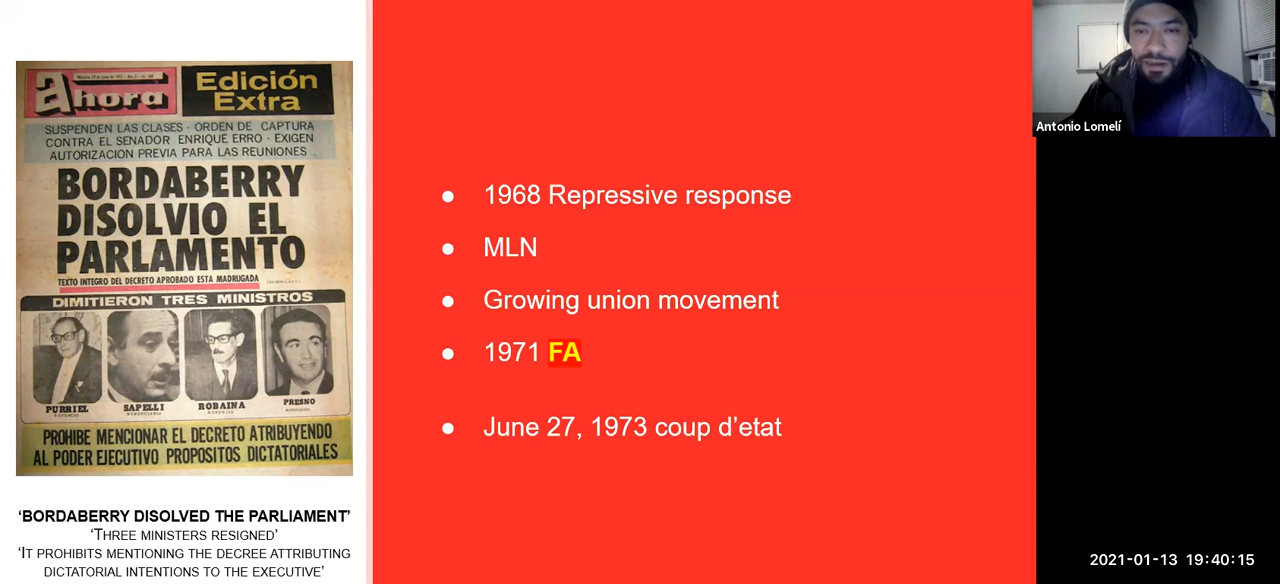 ahora
Edición
Extra
SUSPENDEN LAS CLASES - ORDEN DE CAPTURA
CONTRA EL SENADOR ENRIQUE ERRO - EXIGEN
AUTORIZACION PREVIA PARA LAS REUNIONES
BORDABERRY
DISOLVIO EL
PARLAMENTO
TEXTO INTEGRO DEL DECRETO APROBADO ESTA MADRUGADA
DIMITIERON TRES MINISTROS
PURRIEL
SAPELLI
ROBAINA
PRESNO
PROHIBE MENCIONAR EL DECRETO ATRIBUYENDO
AL PODER EJECUTIVO PROPOSITOS DICTATORIALES
‘BORDABERRY DISOLVED THE PARLIAMENT’
‘THREE MINISTERS RESIGNED’
‘IT PROHIBITS MENTIONING THE DECREE ATTRIBUTING
DICTATORIAL INTENTIONS TO THE EXECUTIVE’
● 1968 Repressive response
● MLN
● Growing union movement
● 1971 FA
● June 27, 1973 coup d’etat
Antonio Lomelí
2021-01-13 19:40:15